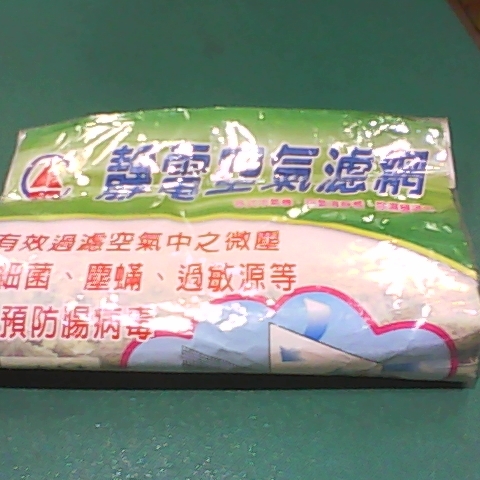 靜電空氣濾網
有效過濾空氣中之微塵
細菌、塵蟎、過敏源等
預防腸病毒